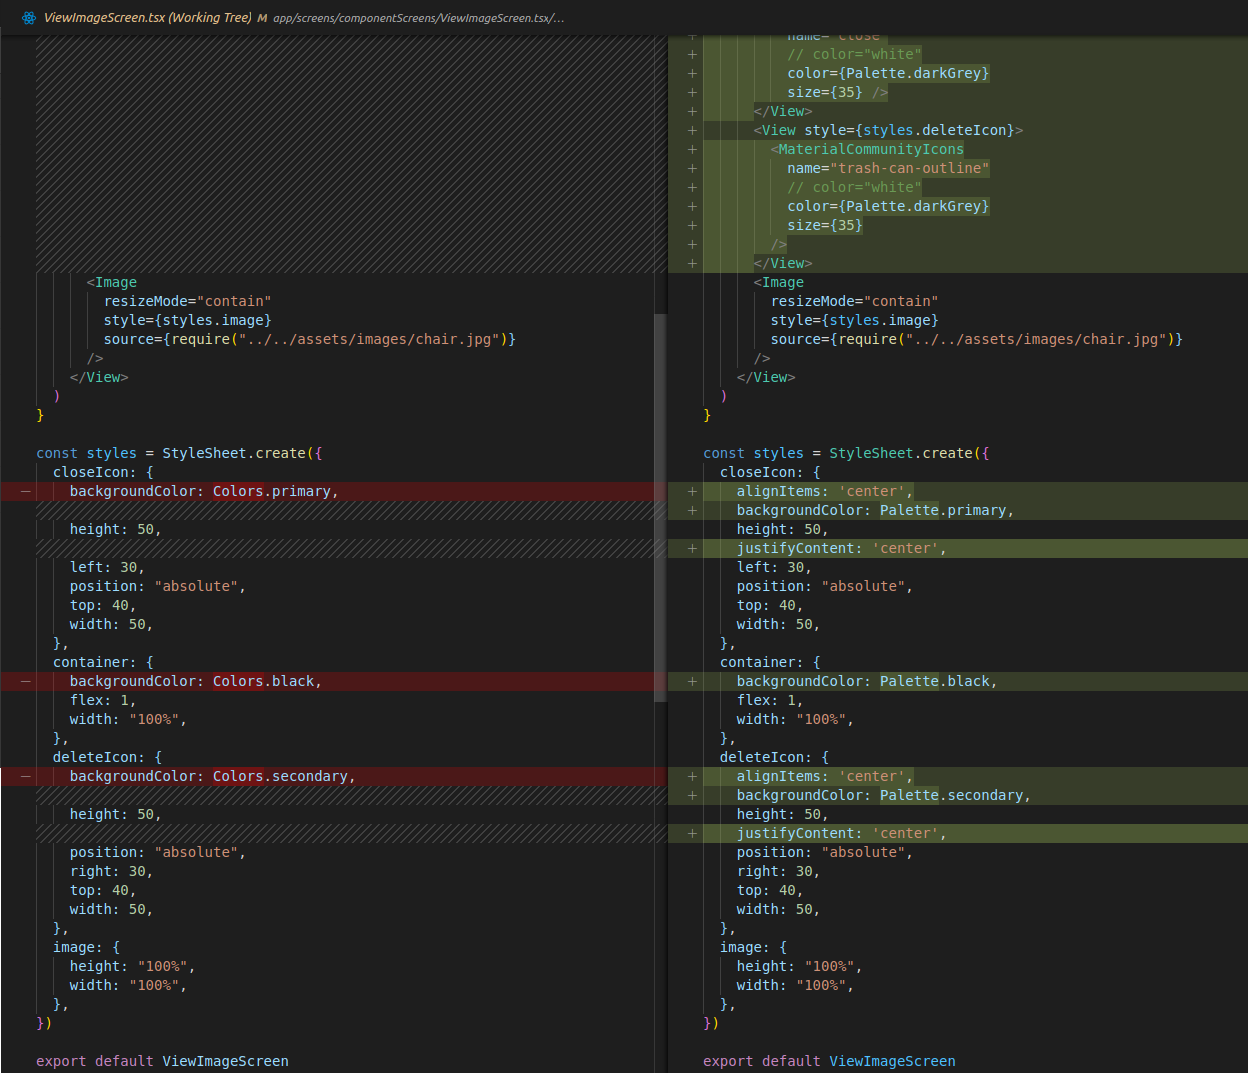 ViewImageScreen.tsx (Working Tree) M app/screens/componentScreens/ViewImageScreen.tsx/...
      <Image
        resizeMode="contain"
        style={styles.image}
        source={require("../../assets/images/chair.jpg")}
      />
    </View>
  )
}
const styles = StyleSheet.create({
  closeIcon: {
—    backgroundColor: Colors.primary,
    height: 50,
    left: 30,
    position: "absolute",
    top: 40,
    width: 50,
  },
  container: {
—    backgroundColor: Colors.black,
    flex: 1,
    width: "100%",
  },
  deleteIcon: {
—    backgroundColor: Colors.secondary,
    height: 50,
    position: "absolute",
    right: 30,
    top: 40,
    width: 50,
  },
  image: {
    height: "100%",
    width: "100%",
  },
})
export default ViewImageScreen
+          name="close"
+          // color="white"
+          color={Palette.darkGrey}
+          size={35} />
+      </View>
+      <View style={styles.deleteIcon}>
+        <MaterialCommunityIcons
+          name="trash-can-outline"
+          // color="white"
+          color={Palette.darkGrey}
+          size={35}
+        />
+      </View>
      <Image
        resizeMode="contain"
        style={styles.image}
        source={require("../../assets/images/chair.jpg")}
      />
    </View>
  )
}
const styles = StyleSheet.create({
  closeIcon: {
+    alignItems: 'center',
+    backgroundColor: Palette.primary,
    height: 50,
+    justifyContent: 'center',
    left: 30,
    position: "absolute",
    top: 40,
    width: 50,
  },
  container: {
+    backgroundColor: Palette.black,
    flex: 1,
    width: "100%",
  },
  deleteIcon: {
+    alignItems: 'center',
+    backgroundColor: Palette.secondary,
    height: 50,
+    justifyContent: 'center',
    position: "absolute",
    right: 30,
    top: 40,
    width: 50,
  },
  image: {
    height: "100%",
    width: "100%",
  },
})
export default ViewImageScreen